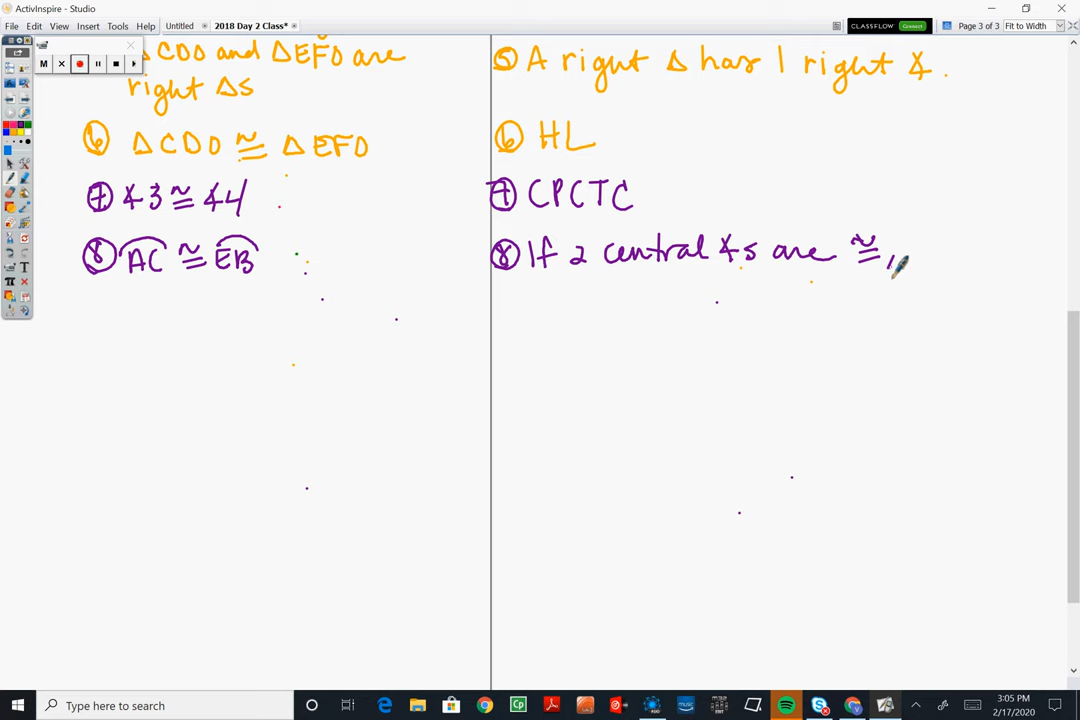 ActivInspire - Studio
File Edit View Insert Tools Help
Untitled
2018 Day 2 Class*
CLASSFLOW Connect
Page 3 of 3
Fit to Width
M
ΔCDO and ΔEFO are
right Δs
⑤ A right Δ has 1 right ∡.
⑥ ΔCDO ≅ ΔEFO
⑥ HL
⑦ ∡3 ≅ ∡4
⑦ CPCTC
⑧ AC ≅ EB
⑧ If 2 central ∡s are ≅,
Type here to search
3:05 PM
2/17/2020